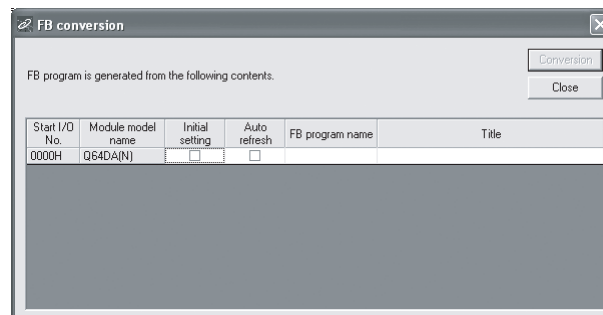 FB conversion
Conversion
FB program is generated from the following contents.
Close
Start I/O No. Module model name Initial setting Auto refresh FB program name Title
0000H Q64DA(N)